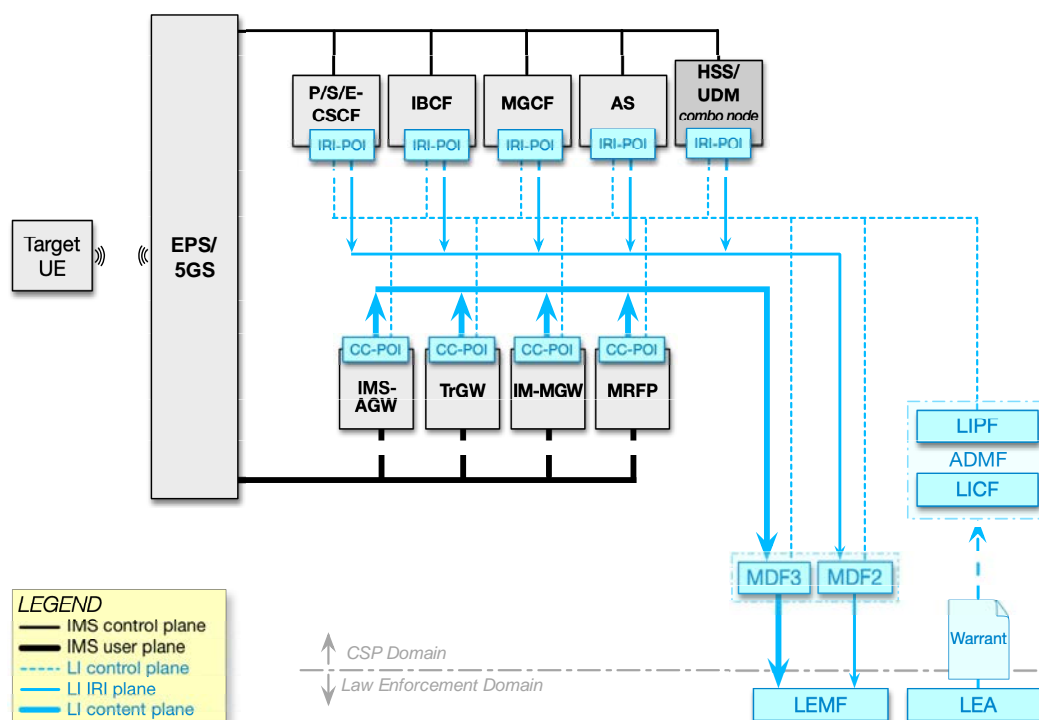 P/S/E-
CSCF
IBCF
MGCF
AS
HSS/
UDM
combo node
IRI-POI
IRI-POI
IRI-POI
IRI-POI
IRI-POI
Target
UE
EPS/
5GS
CC-POI
CC-POI
CC-POI
CC-POI
IMS-
AGW
TrGW
IM-MGW
MRFP
LIPF
ADMF
LICF
MDF3
MDF2
Warrant
LEGEND
IMS control plane
IMS user plane
LI control plane
LI IRI plane
LI content plane
CSP Domain
Law Enforcement Domain
LEMF
LEA